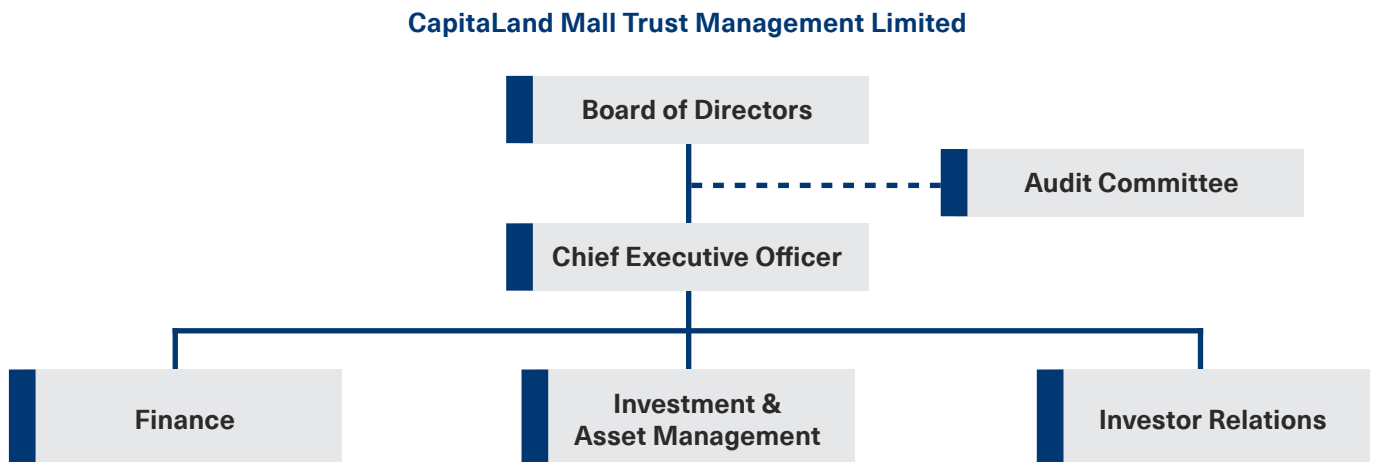 CapitaLand Mall Trust Management Limited
Board of Directors
Audit Committee
Chief Executive Officer
Finance
Investment &
Asset Management
Investor Relations